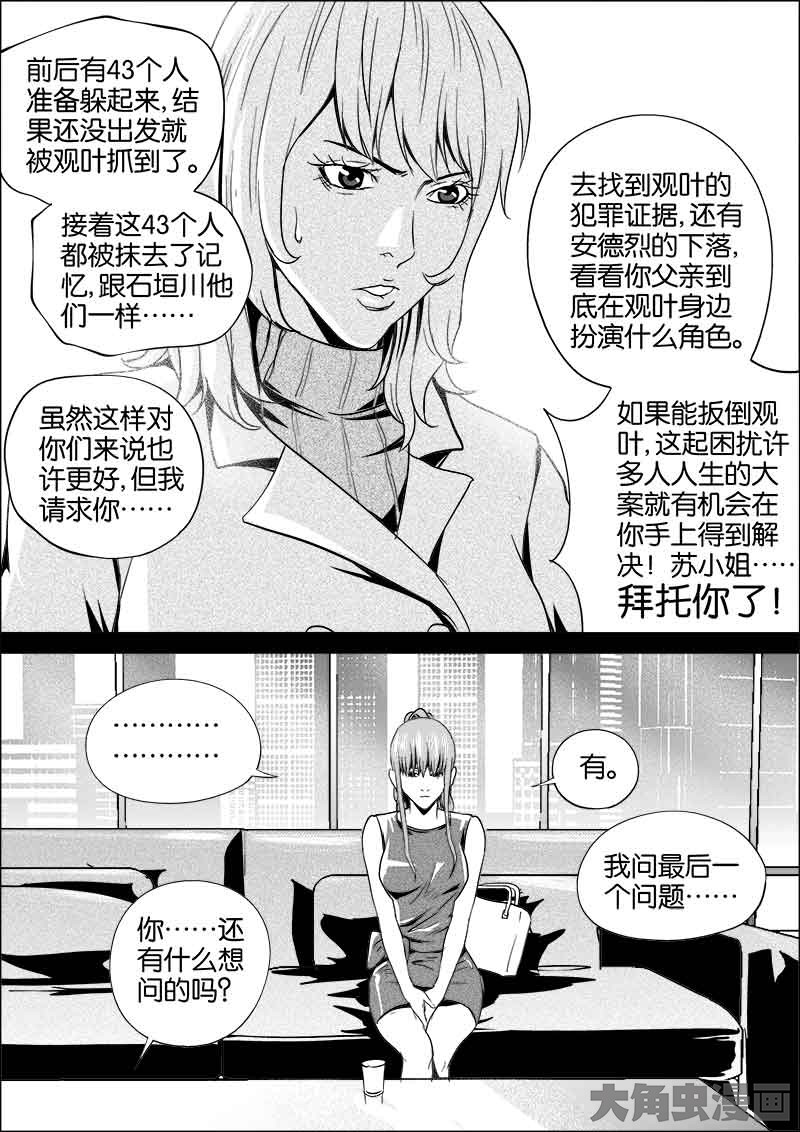 前后有43个人
准备躲起来,结
果还没出发就
被观叶抓到了。
接着这43个人
都被抹去了记
忆,跟石垣川他
们一样……
虽然这样对
你们来说也
许更好,但我
请求你……
去找到观叶的
犯罪证据,还有
安德烈的下落,
看看你父亲到
底在观叶身边
扮演什么角色。
如果能扳倒观
叶,这起困扰许
多人人生的大
案就有机会在
你手上得到解
决!苏小姐……
拜托你了!
…………
…………
你……还
有什么想
问的吗?
有。
我问最后一
个问题……
大角虫漫画